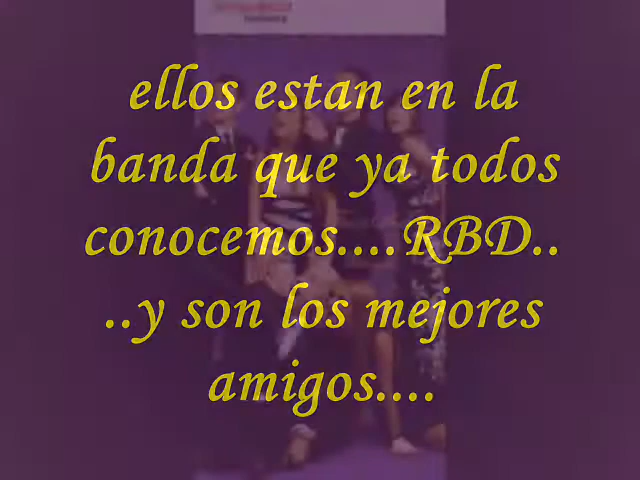 ellos estan en la
banda que ya todos
conocemos....RBD..
..y son los mejores
amigos....